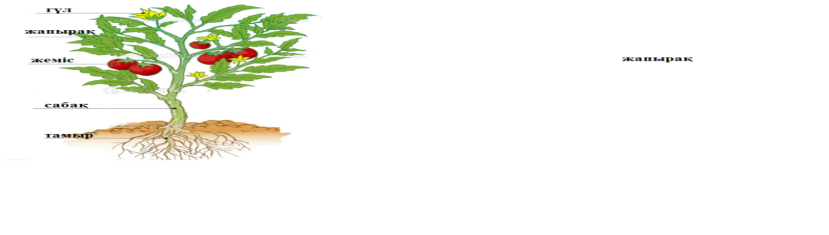 гүл
жапырақ
жеміс
жапырақ
сабақ
тамыр